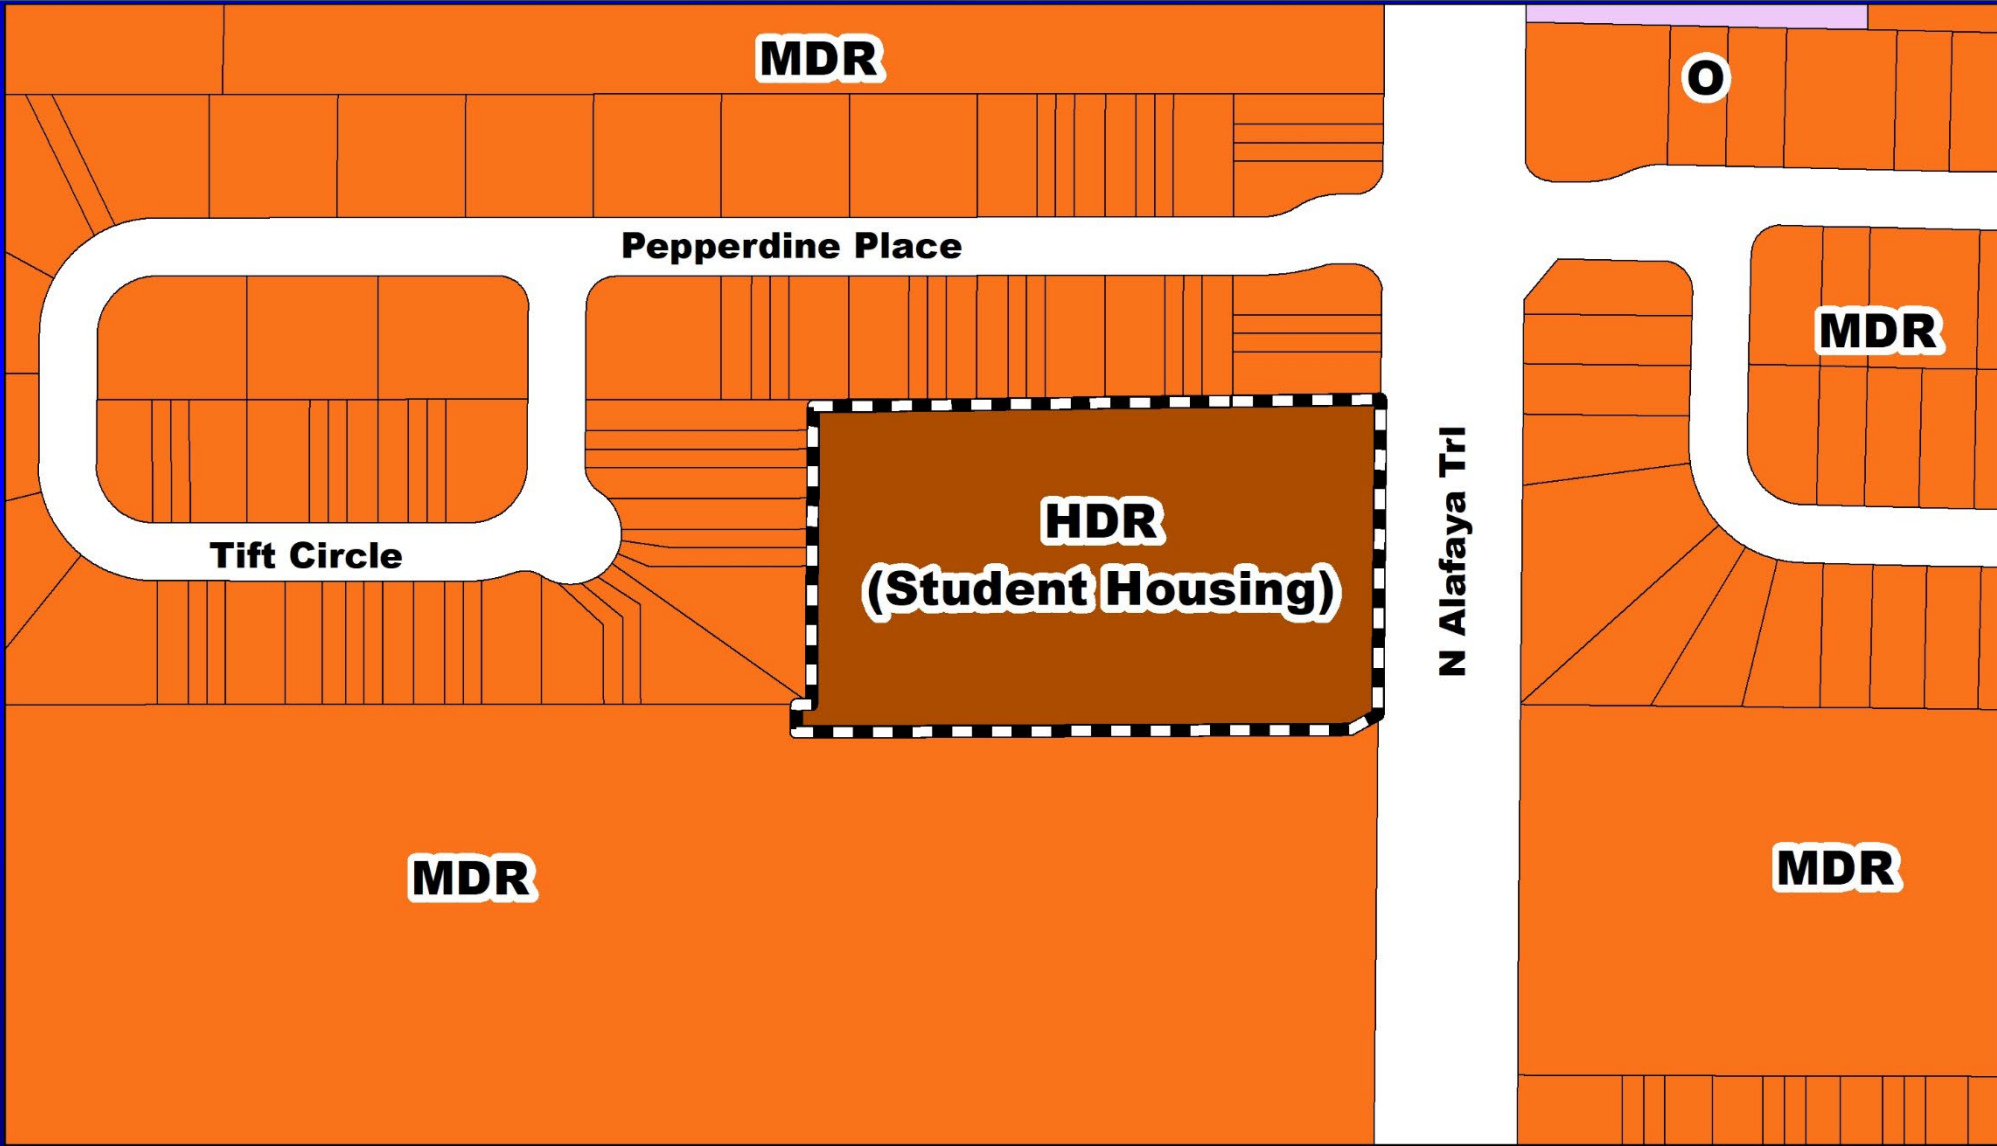 MDR
O
Pepperdine Place
MDR
HDR
(Student Housing)
N Alafaya Trl
Tift Circle
MDR
MDR